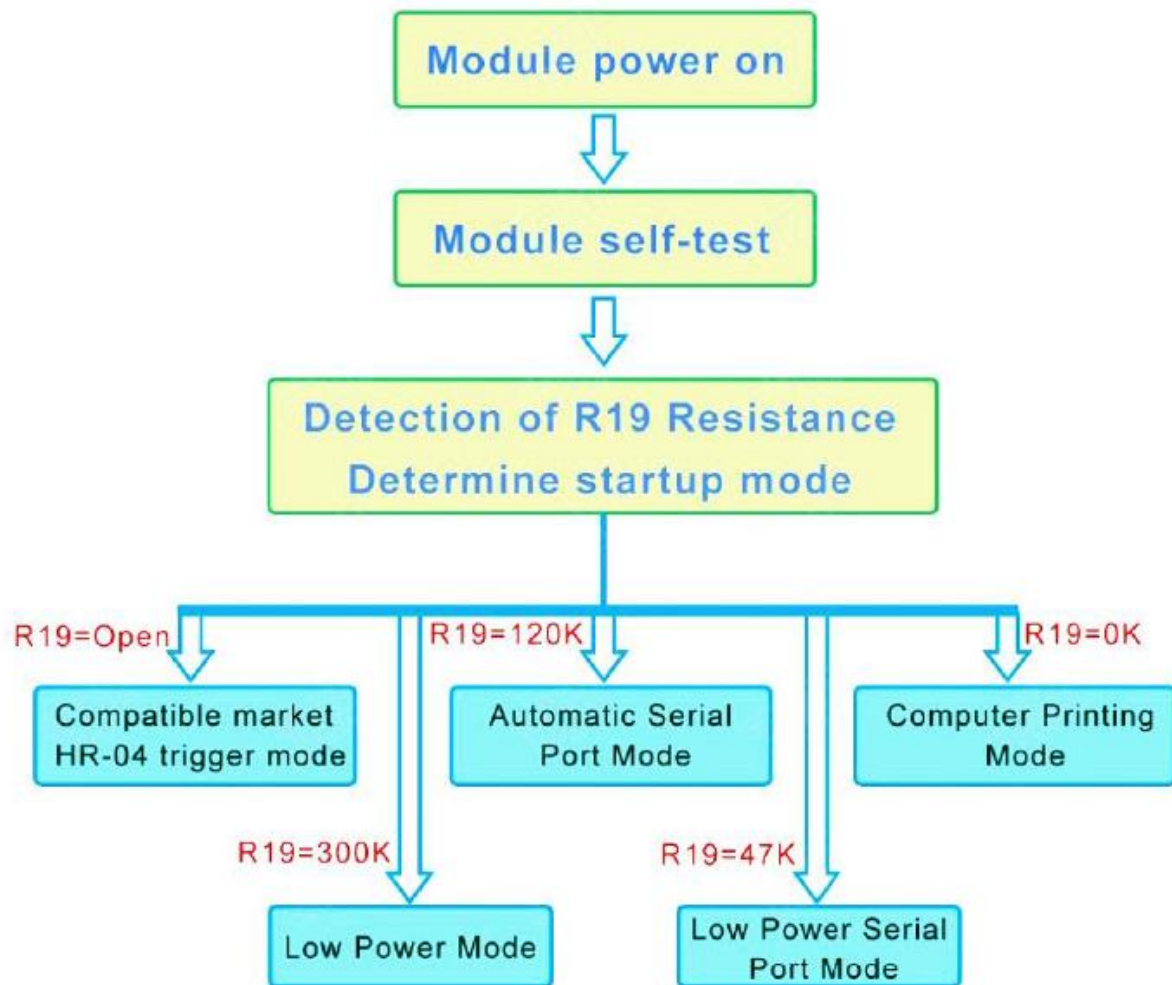 Module power on
Module self-test
Detection of R19 Resistance
Determine startup mode
R19=Open
R19=120K
R19=0K
Compatible market
HR-04 trigger mode
Automatic Serial
Port Mode
Computer Printing
Mode
R19=300K
R19=47K
Low Power Mode
Low Power Serial
Port Mode